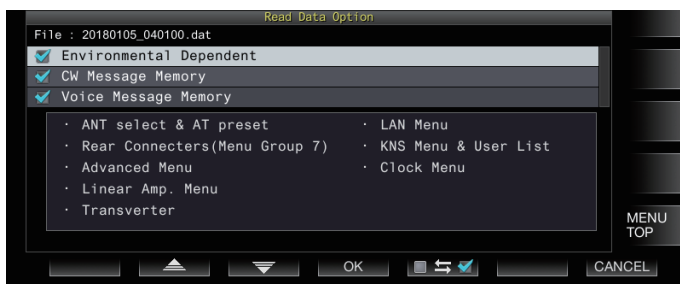 Read Data Option
File : 20180105_040100.dat
Environmental Dependent
CW Message Memory
Voice Message Memory
· ANT select & AT preset
· Rear Connecters(Menu Group 7)
· Advanced Menu
· Linear Amp. Menu
· Transverter
· LAN Menu
· KNS Menu & User List
· Clock Menu
MENU
TOP
OK
CANCEL